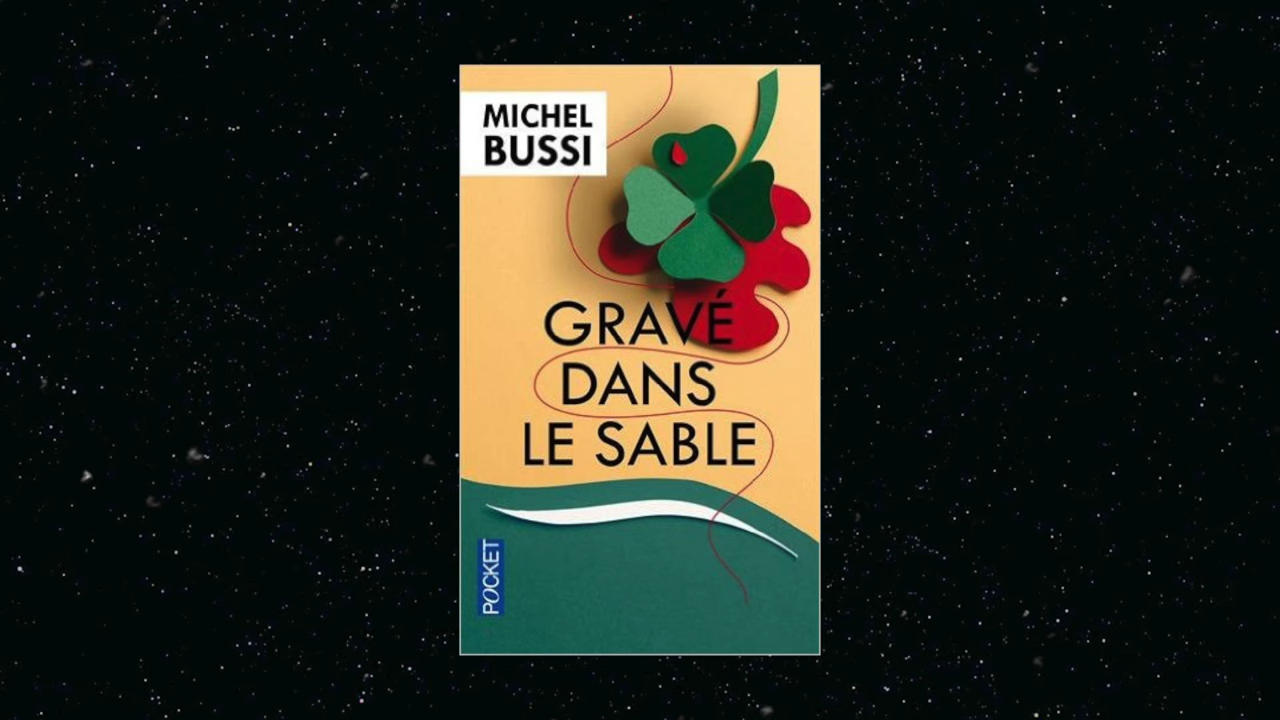 MICHEL
BUSSI
GRAVÉ
DANS
LE SABLE
POCKET